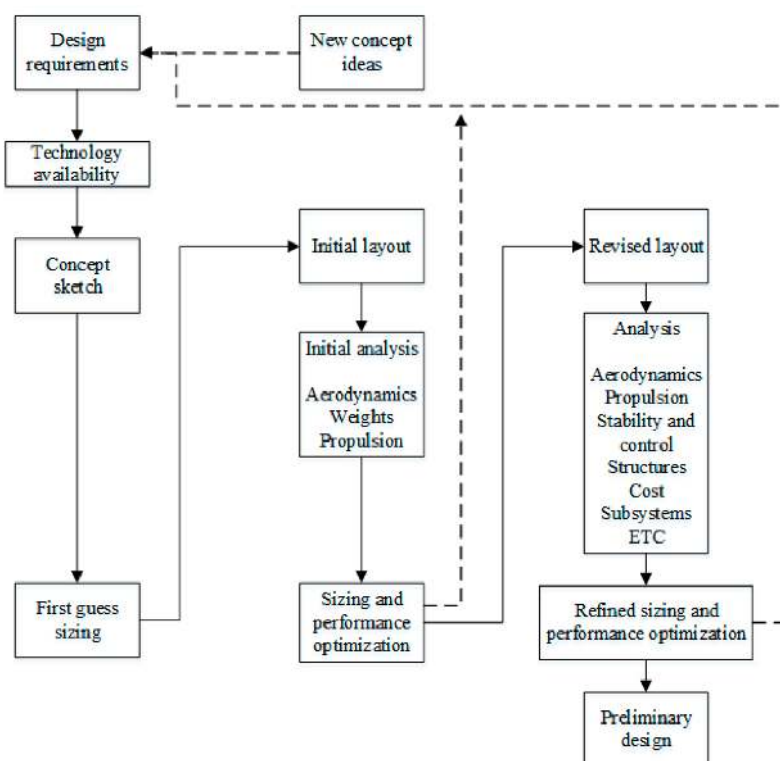 Design
requirements
New concept
ideas
Technology
availability
Concept
sketch
First guess
sizing
Initial layout
Initial analysis
Aerodynamics
Weights
Propulsion
Sizing and
performance
optimization
Revised layout
Analysis
Aerodynamics
Propulsion
Stability and
control
Structures
Cost
Subsystems
ETC
Refined sizing and
performance optimization
Preliminary
design